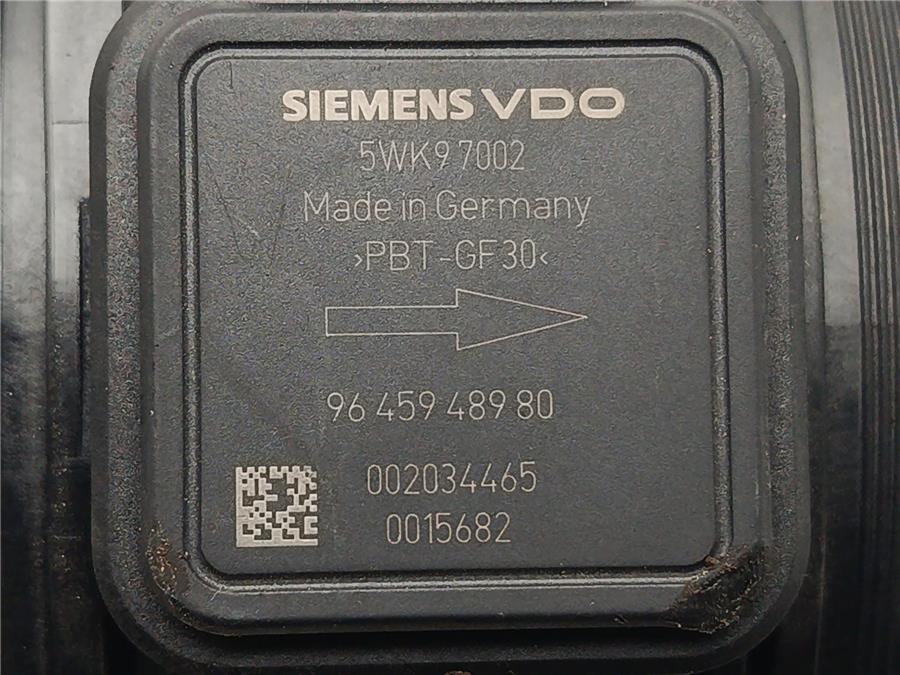 SIEMENS VDO
5WK9 7002
Made in Germany
›PBT-GF30‹
96 459 489 80
002034465
0015682